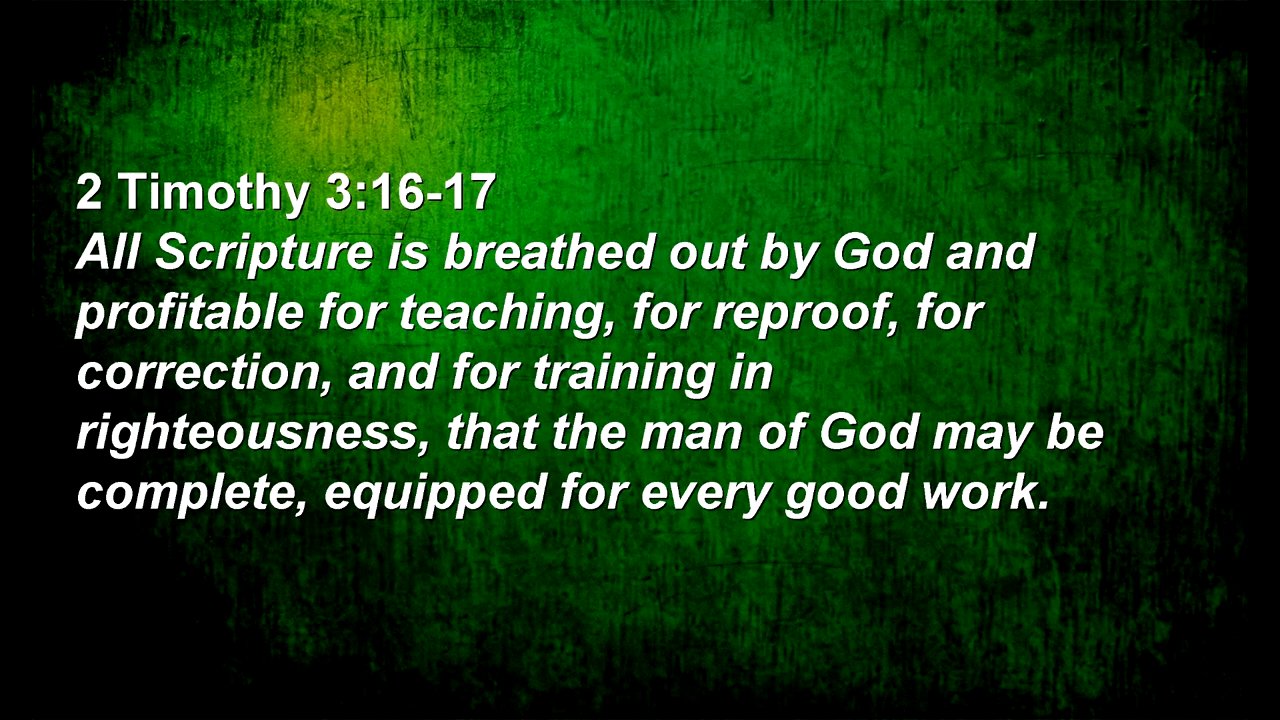 2 Timothy 3:16-17
All Scripture is breathed out by God and
profitable for teaching, for reproof, for
correction, and for training in
righteousness, that the man of God may be
complete, equipped for every good work.